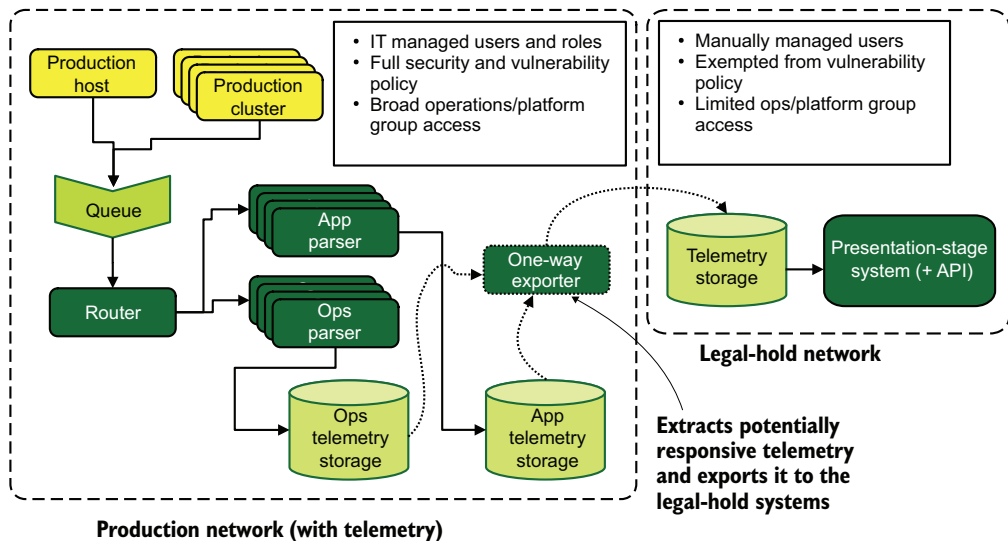 Production
host
Production
cluster
• IT managed users and roles
• Full security and vulnerability
policy
• Broad operations/platform
group access
• Manually managed users
• Exempted from vulnerability
policy
• Limited ops/platform group
access
Queue
App
parser
One-way
exporter
Telemetry
storage
Presentation-stage
system (+ API)
Router
Ops
parser
Legal-hold network
Ops
telemetry
storage
App
telemetry
storage
Extracts potentially
responsive telemetry
and exports it to the
legal-hold systems
Production network (with telemetry)